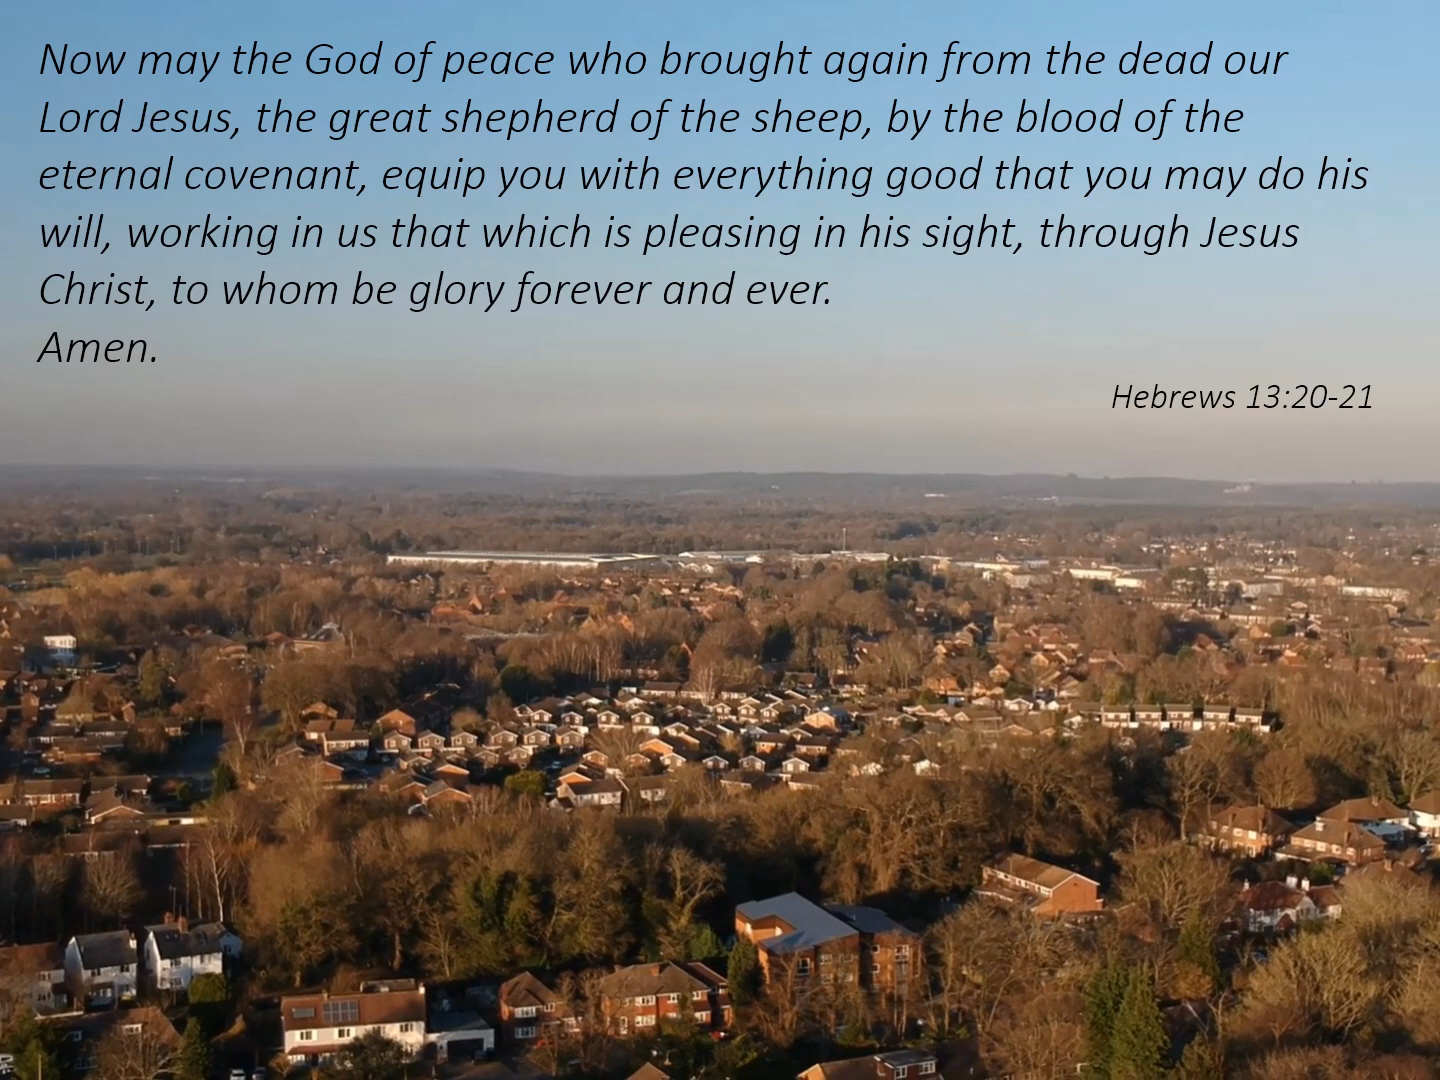 Now may the God of peace who brought again from the dead our
Lord Jesus, the great shepherd of the sheep, by the blood of the
eternal covenant, equip you with everything good that you may do his
will, working in us that which is pleasing in his sight, through Jesus
Christ, to whom be glory forever and ever.
Amen.
Hebrews 13:20-21